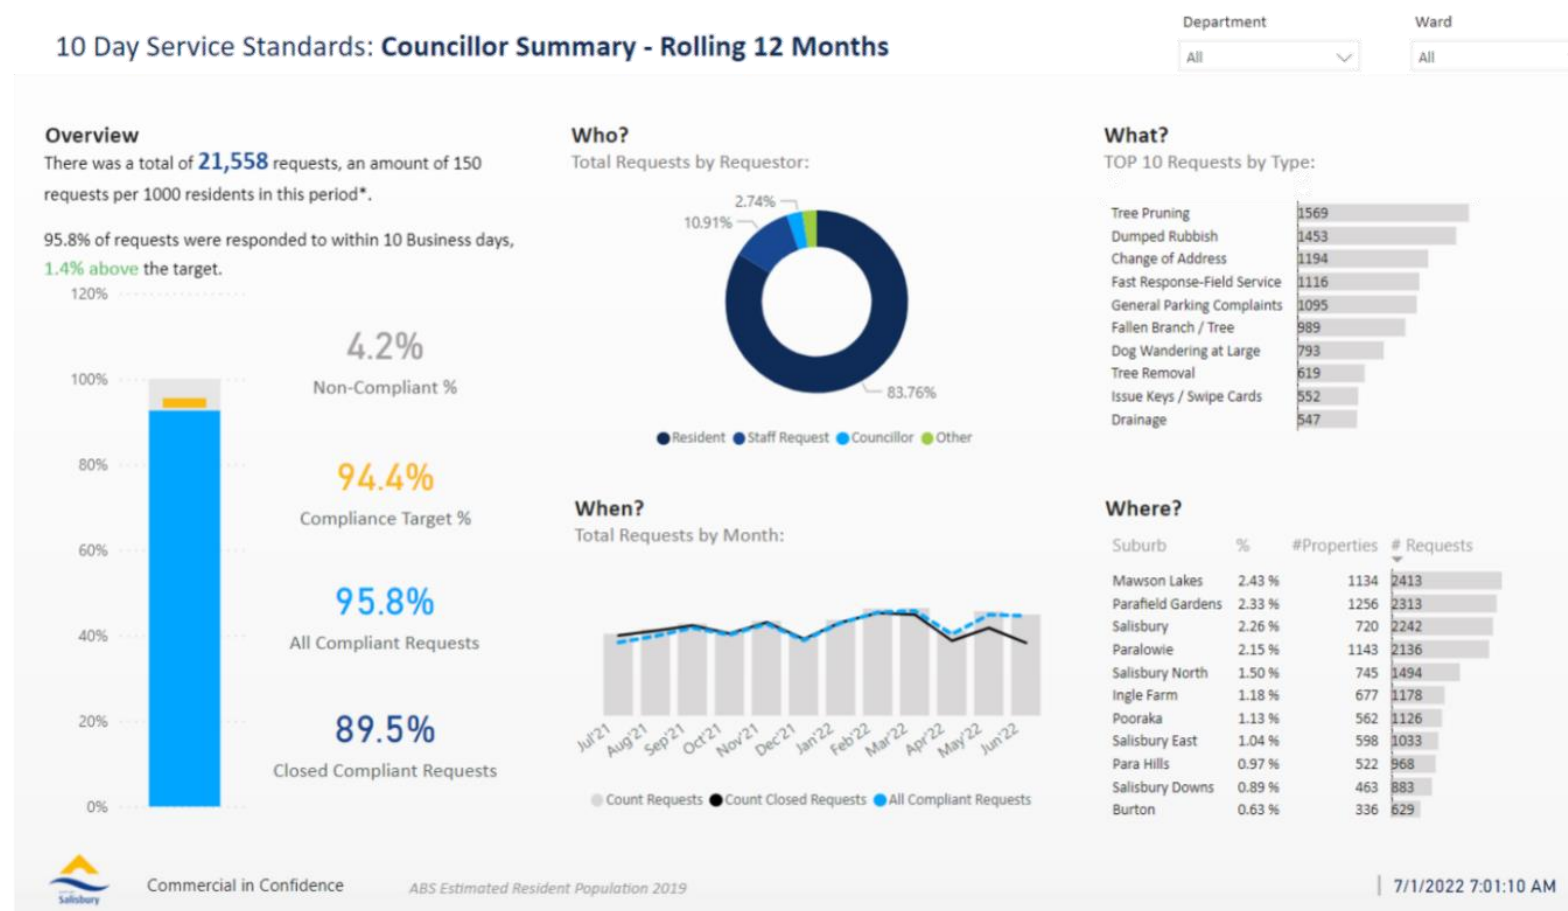 10 Day Service Standards: Councillor Summary - Rolling 12 Months
Department
All
Ward
All
Overview
There was a total of 21,558 requests, an amount of 150
requests per 1000 residents in this period*.
95.8% of requests were responded to within 10 Business days,
1.4% above the target.
120%
100%
80%
60%
40%
20%
0%
4.2%
Non-Compliant %
94.4%
Compliance Target %
95.8%
All Compliant Requests
89.5%
Closed Compliant Requests
Who?
Total Requests by Requestor:
2.74%
10.91%
83.76%
Resident Staff Request Councillor Other
When?
Total Requests by Month:
Jul'21 Aug'21 Sep'21 Oct'21 Nov'21 Dec'21 Jan'22 Feb'22 Mar'22 Apr'22 May'22 Jun'22
Count Requests Count Closed Requests All Compliant Requests
What?
TOP 10 Requests by Type:
Tree Pruning 1569
Dumped Rubbish 1453
Change of Address 1194
Fast Response-Field Service 1116
General Parking Complaints 1095
Fallen Branch / Tree 989
Dog Wandering at Large 793
Tree Removal 619
Issue Keys / Swipe Cards 552
Drainage 547
Where?
Suburb % #Properties # Requests
Mawson Lakes 2.43 % 1134 2413
Parafield Gardens 2.33 % 1256 2313
Salisbury 2.26 % 720 2242
Paralowie 2.15 % 1143 2136
Salisbury North 1.50 % 745 1494
Ingle Farm 1.18 % 677 1178
Pooraka 1.13 % 562 1126
Salisbury East 1.04 % 598 1033
Para Hills 0.97 % 522 968
Salisbury Downs 0.89 % 463 883
Burton 0.63 % 336 629
Salisbury
Commercial in Confidence
ABS Estimated Resident Population 2019
7/1/2022 7:01:10 AM